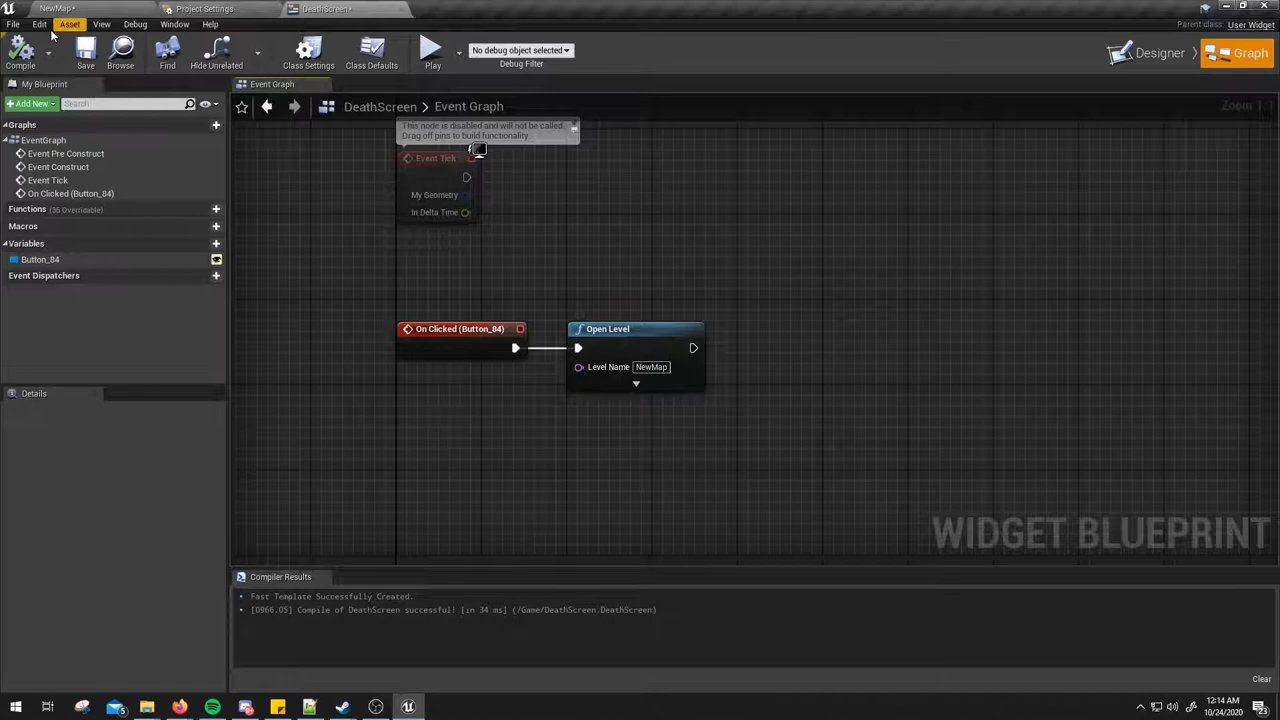 NewMap*
Project Settings
DeathScreen*
File
Edit
Asset
View
Debug
Window
Help
Parent class: User Widget
Compile
Save
Browse
Find
Hide Unrelated
Class Settings
Class Defaults
Play
No debug object selected
Debug Filter
Designer
Graph
My Blueprint
Event Graph
+Add New
Search
DeathScreen > Event Graph
Zoom 1:1
Graphs
EventGraph
Event Pre Construct
Event Construct
Event Tick
On Clicked (Button_84)
Functions (36 Overridable)
Macros
Variables
Button_84
Event Dispatchers
This node is disabled and will not be called.
Drag off pins to build functionality.
Event Tick
My Geometry
In Delta Time
On Clicked (Button_84)
Open Level
Level Name NewMap
Details
WIDGET BLUEPRINT
Compiler Results
Fast Template Successfully Created.
[0966.05] Compile of DeathScreen successful! [in 34 ms] (/Game/DeathScreen.DeathScreen)
Clear
12:14 AM
10/24/2020